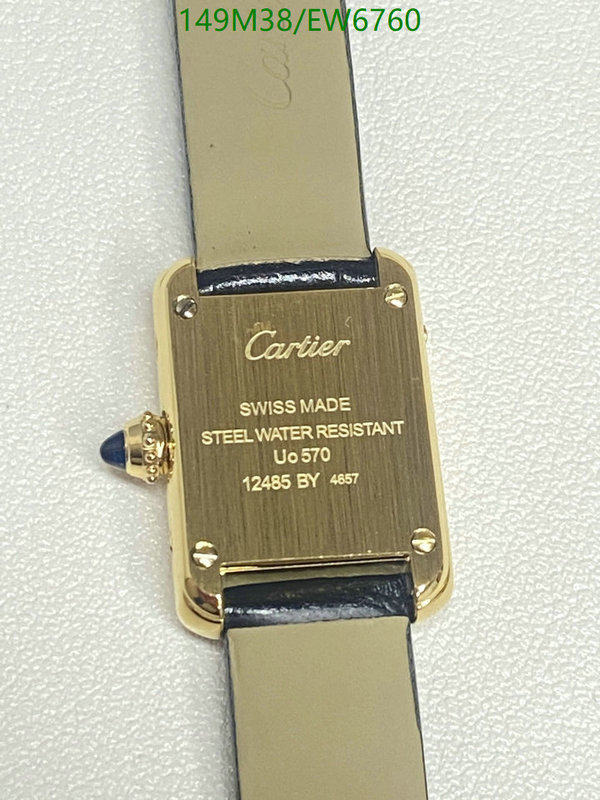 149M38/EW6760
Cartier
SWISS MADE
STEEL WATER RESISTANT
Uo 570
12485 BY 4657